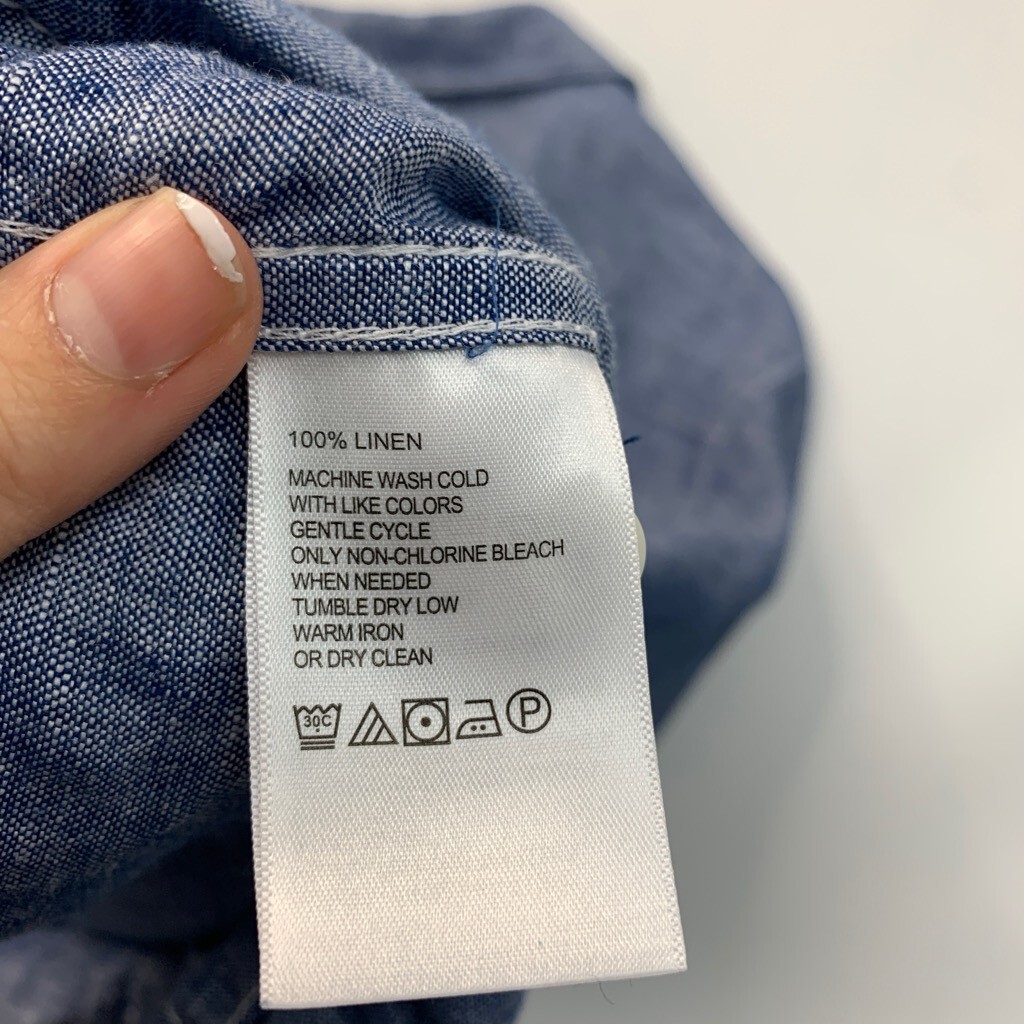 100% LINEN
MACHINE WASH COLD
WITH LIKE COLORS
GENTLE CYCLE
ONLY NON-CHLORINE BLEACH
WHEN NEEDED
TUMBLE DRY LOW
WARM IRON
OR DRY CLEAN
30C P